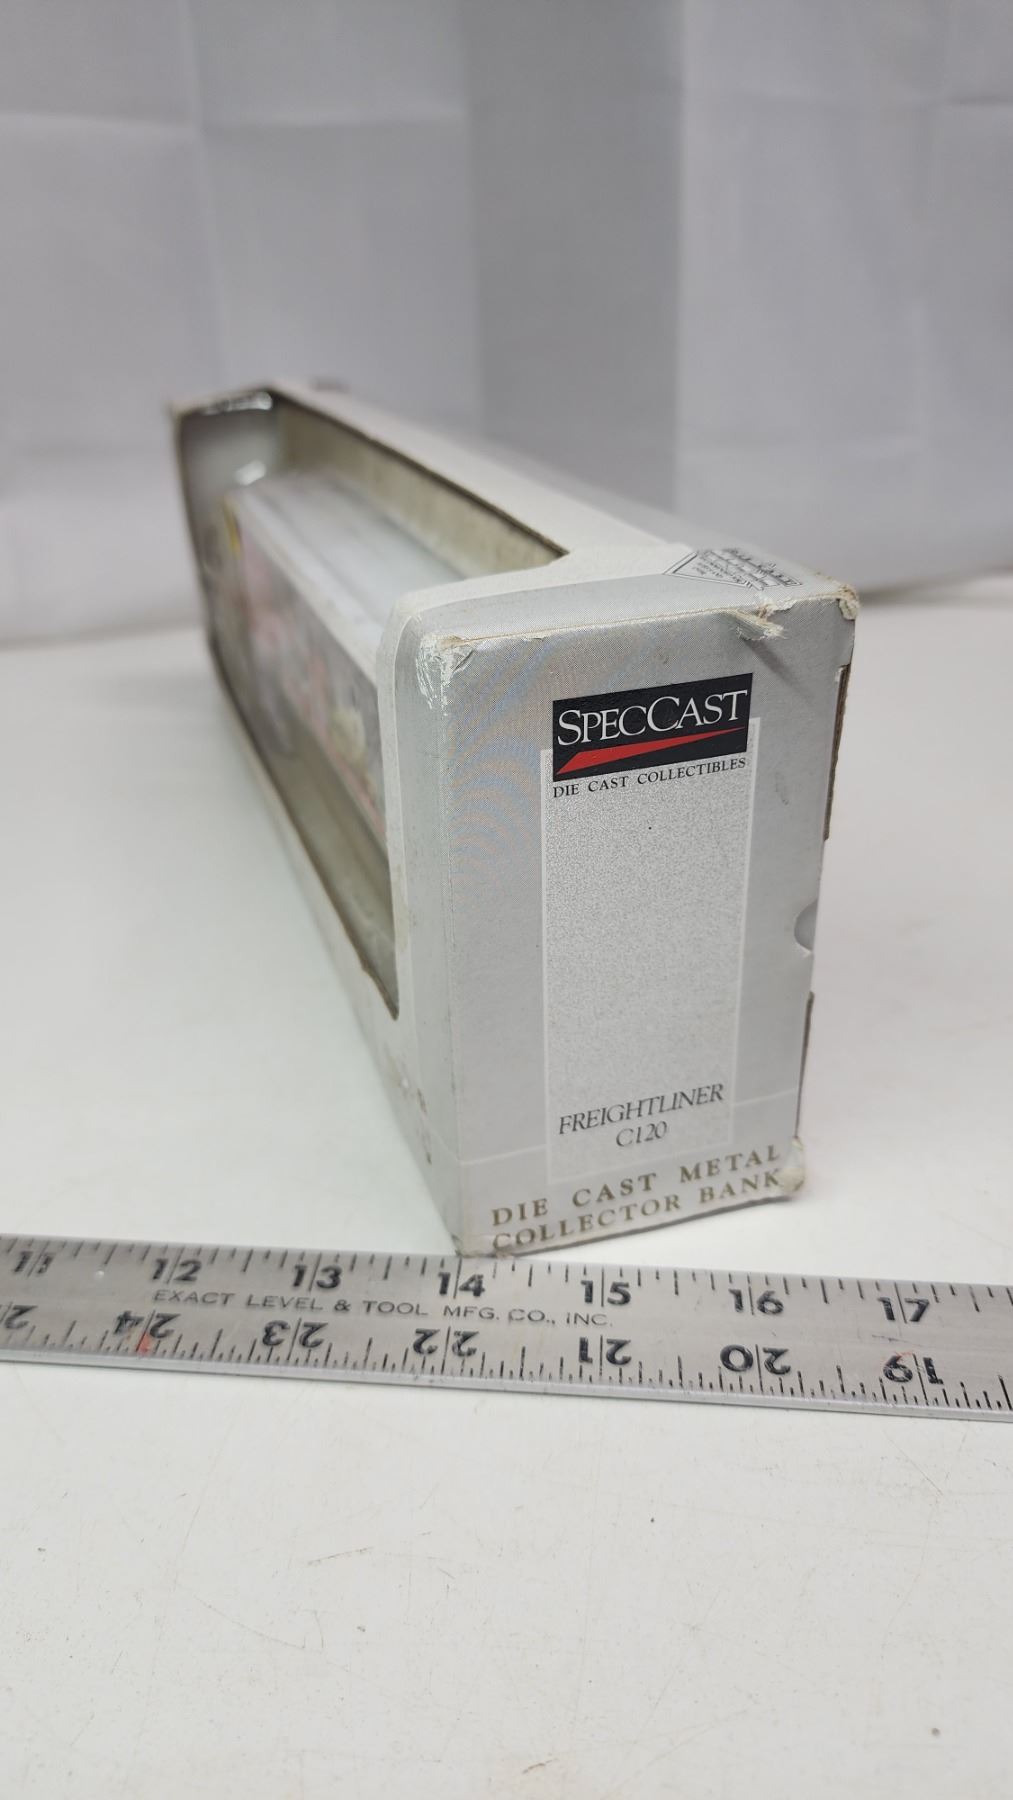 SPECCAST
DIE CAST COLLECTIBLES
FREIGHTLINER
C120
DIE CAST METAL
COLLECTOR BANK
11 12 13 14 15 16 17
EXACT LEVEL & TOOL MFG. CO., INC.
24 23 22 21 20 19